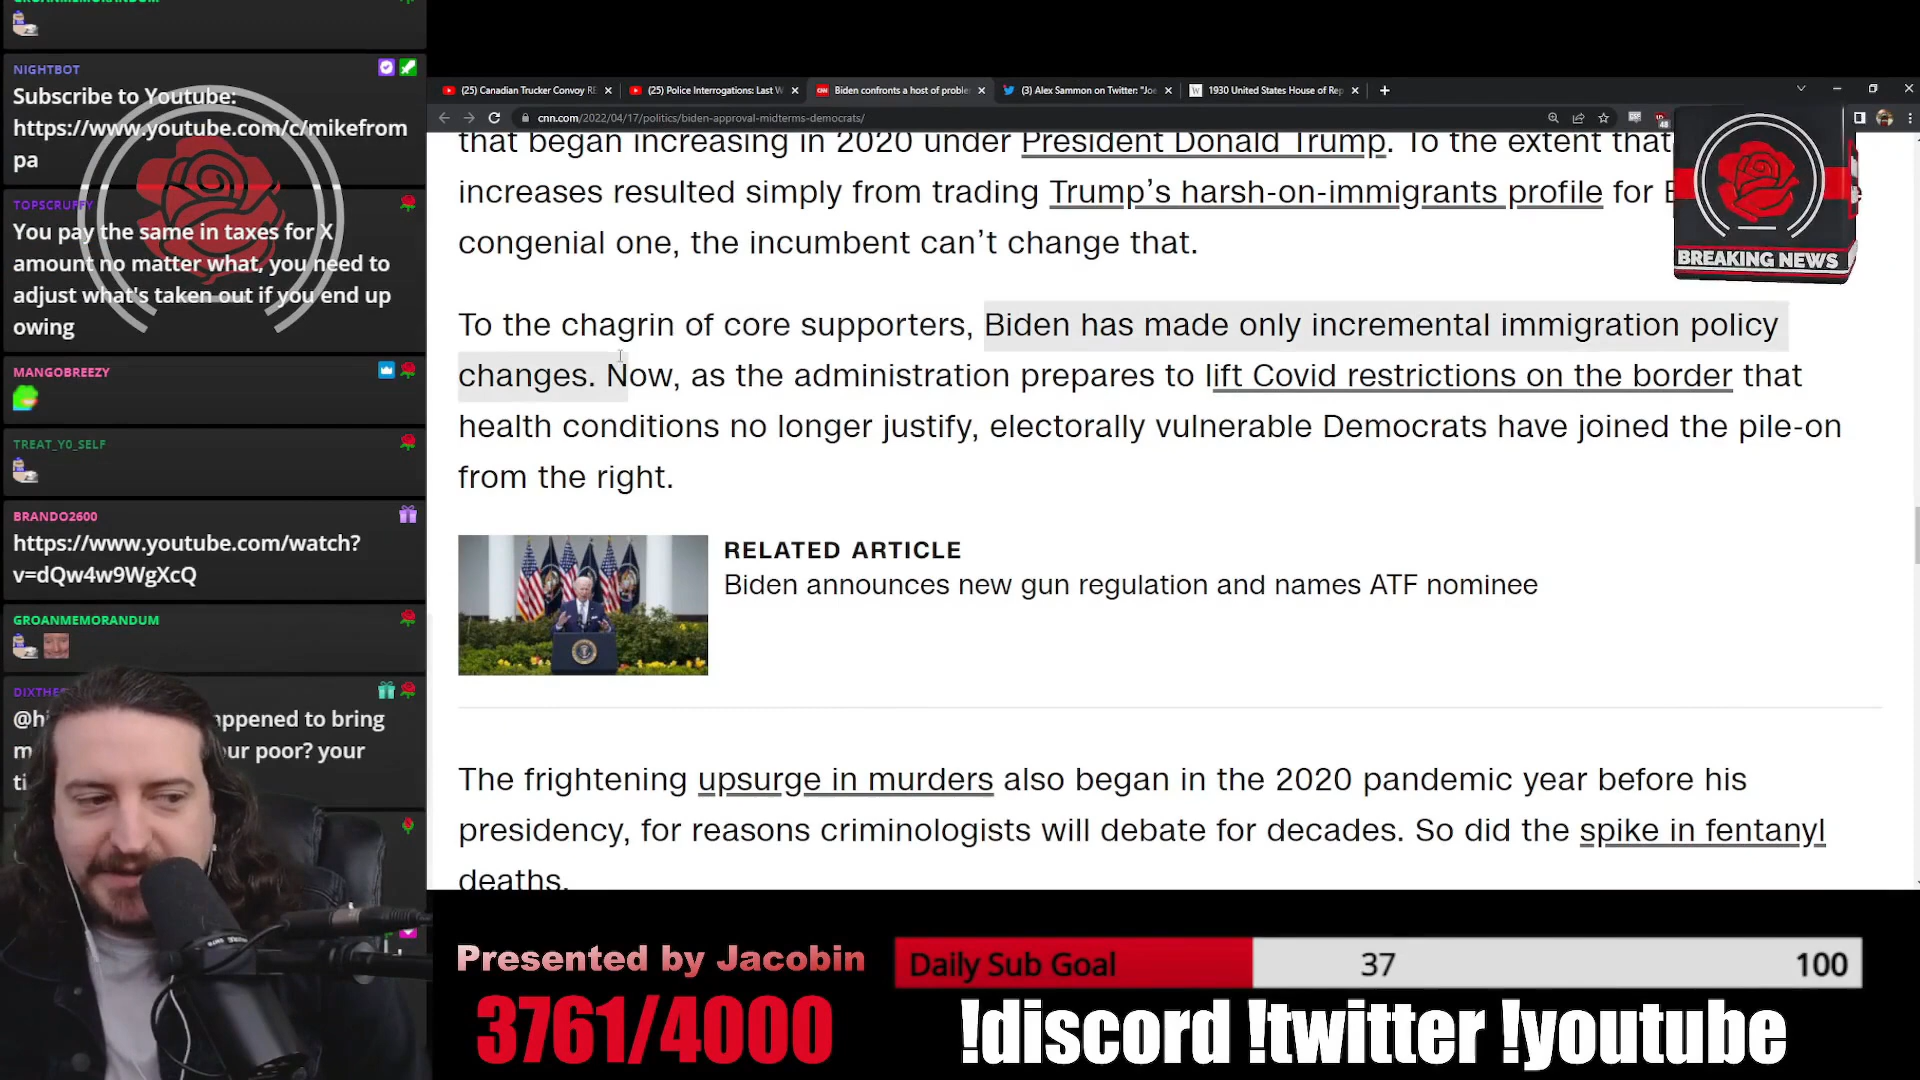 GROANMEMORANDUM
NIGHTBOT
Subscribe to Youtube:
https://www.youtube.com/c/mikefrom
pa
TOPSCRUFFY
You pay the same in taxes for X
amount no matter what, you need to
adjust what's taken out if you end up
owing
MANGOBREEZY
TREAT_Y0_SELF
BRANDO2600
https://www.youtube.com/watch?
v=dQw4w9WgXcQ
GROANMEMORANDUM
to bring
poor? your
(25) Canadian Trucker Convoy
(25) Police Interrogations: Last
Biden confronts a host of
(3) Alex Sammon on Twitter:
1930 United States House of
cnn.com/2022/04/17/politics/biden-approval-midterms-democrats/
that began increasing in 2020 under President Donald Trump. To the extent that
increases resulted simply from trading Trump’s harsh-on-immigrants profile for
congenial one, the incumbent can’t change that.
BREAKING NEWS
To the chagrin of core supporters, Biden has made only incremental immigration policy
changes. Now, as the administration prepares to lift Covid restrictions on the border that
health conditions no longer justify, electorally vulnerable Democrats have joined the pile-on
from the right.
RELATED ARTICLE
Biden announces new gun regulation and names ATF nominee
The frightening upsurge in murders also began in the 2020 pandemic year before his
presidency, for reasons criminologists will debate for decades. So did the spike in fentanyl
deaths.
Presented by Jacobin
3761/4000
Daily Sub Goal 37 100
!discord !twitter !youtube